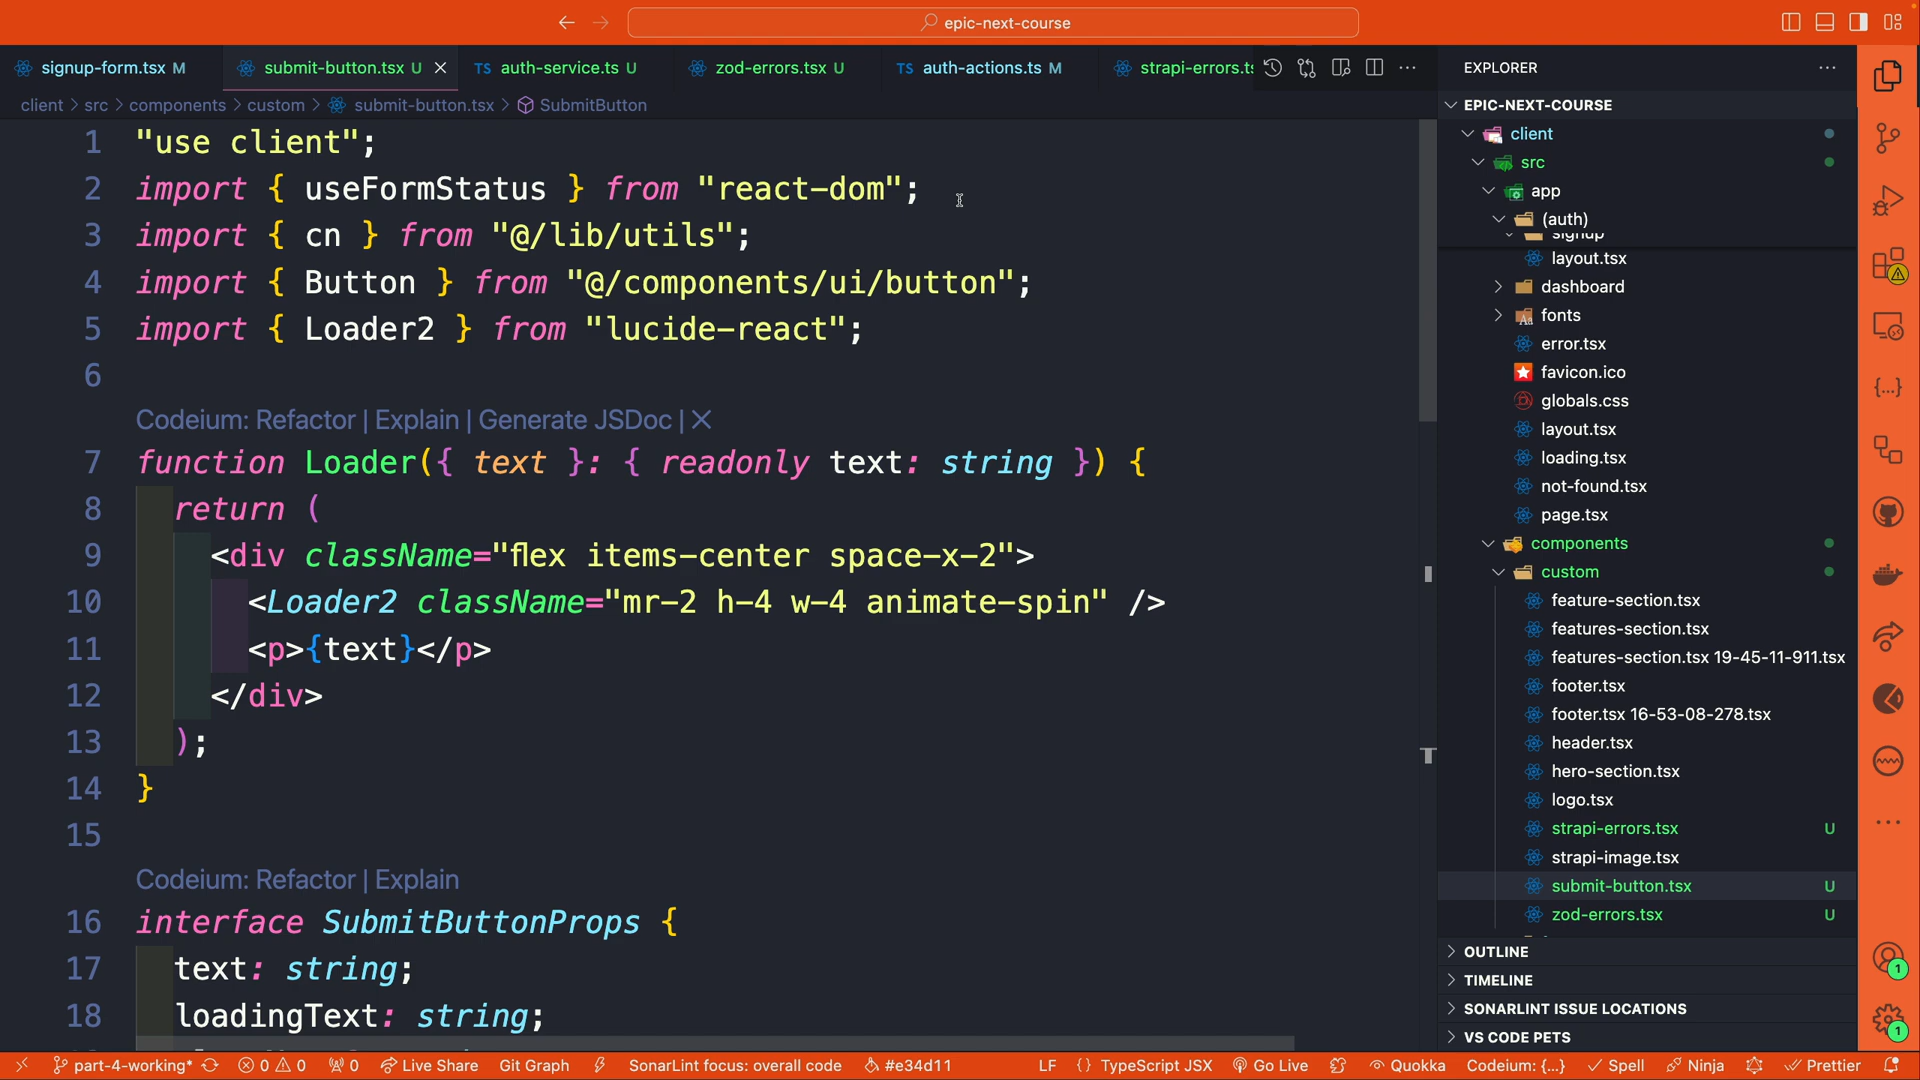 epic-next-course
signup-form.tsx M
submit-button.tsx U
TS auth-service.ts U
zod-errors.tsx U
TS auth-actions.ts M
strapi-errors.ts
EXPLORER
client > src > components > custom > submit-button.tsx > SubmitButton
1 "use client";
2 import { useFormStatus } from "react-dom";
3 import { cn } from "@/lib/utils";
4 import { Button } from "@/components/ui/button";
5 import { Loader2 } from "lucide-react";
6
Codeium: Refactor | Explain | Generate JSDoc | ×
7 function Loader({ text }: { readonly text: string }) {
8 return (
9 <div className="flex items-center space-x-2">
10 <Loader2 className="mr-2 h-4 w-4 animate-spin" />
11 <p>{text}</p>
12 </div>
13 );
14 }
15
Codeium: Refactor | Explain
16 interface SubmitButtonProps {
17 text: string;
18 loadingText: string;
EPIC-NEXT-COURSE
client
src
app
(auth)
signup
layout.tsx
dashboard
fonts
error.tsx
favicon.ico
globals.css
layout.tsx
loading.tsx
not-found.tsx
page.tsx
components
custom
feature-section.tsx
features-section.tsx
features-section.tsx 19-45-11-911.tsx
footer.tsx
footer.tsx 16-53-08-278.tsx
header.tsx
hero-section.tsx
logo.tsx
strapi-errors.tsx U
strapi-image.tsx
submit-button.tsx U
zod-errors.tsx U
OUTLINE
TIMELINE
SONARLINT ISSUE LOCATIONS
VS CODE PETS
1
1
part-4-working* 0 0 0 Live Share Git Graph SonarLint focus: overall code #e34d11 LF {} TypeScript JSX Go Live Quokka Codeium: {...} Spell Ninja Prettier